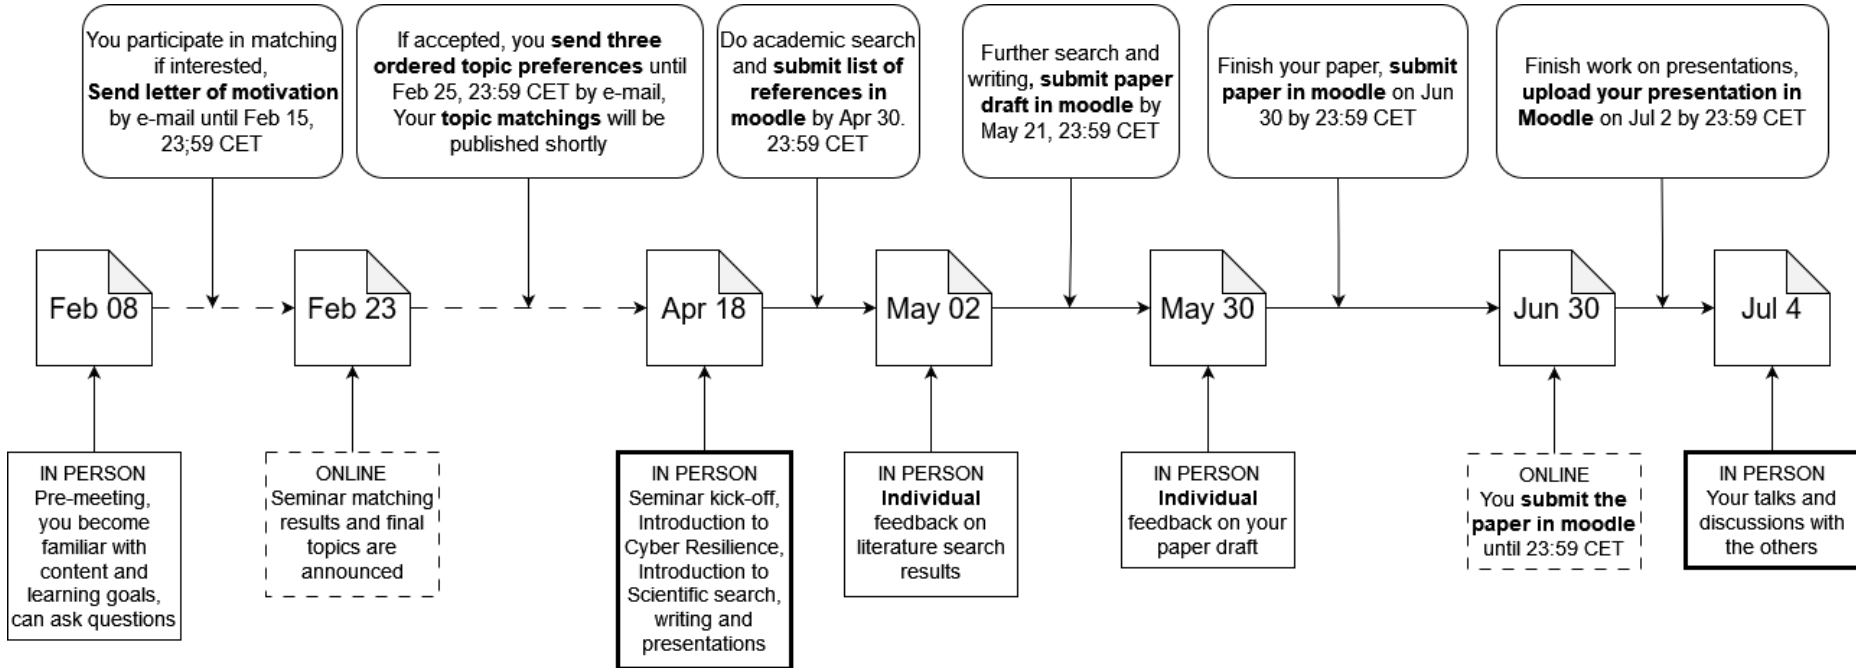 You participate in matching
if interested,
Send letter of motivation
by e-mail until Feb 15,
23;59 CET
If accepted, you send three
ordered topic preferences until
Feb 25, 23:59 CET by e-mail,
Your topic matchings will be
published shortly
Do academic search
and submit list of
references in
moodle by Apr 30.
23:59 CET
Further search and
writing, submit paper
draft in moodle by
May 21, 23:59 CET
Finish your paper, submit
paper in moodle on Jun
30 by 23:59 CET
Finish work on presentations,
upload your presentation in
Moodle on Jul 2 by 23:59 CET
Feb 08
Feb 23
Apr 18
May 02
May 30
Jun 30
Jul 4
IN PERSON
Pre-meeting,
you become
familiar with
content and
learning goals,
can ask questions
ONLINE
Seminar matching
results and final
topics are
announced
IN PERSON
Seminar kick-off,
Introduction to
Cyber Resilience,
Introduction to
Scientific search,
writing and
presentations
IN PERSON
Individual
feedback on
literature search
results
IN PERSON
Individual
feedback on your
paper draft
ONLINE
You submit the
paper in moodle
until 23:59 CET
IN PERSON
Your talks and
discussions with
the others